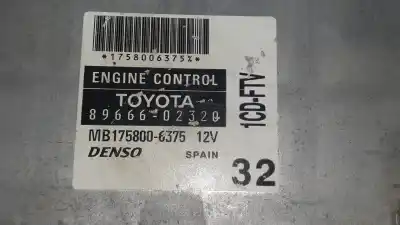 *1758006375%*
ENGINE CONTROL
TOYOTA
89666-02320
MB175800-6375 12V
DENSO SPAIN
32
1CD-FTV